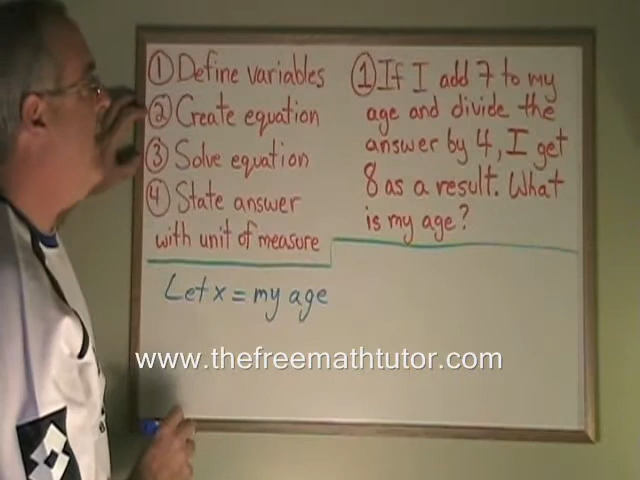 ① Define variables
② Create equation
③ Solve equation
④ State answer
with unit of measure
① If I add 7 to my
age and divide the
answer by 4, I get
8 as a result. What
is my age?
Let x = my age
www.thefreemathtutor.com